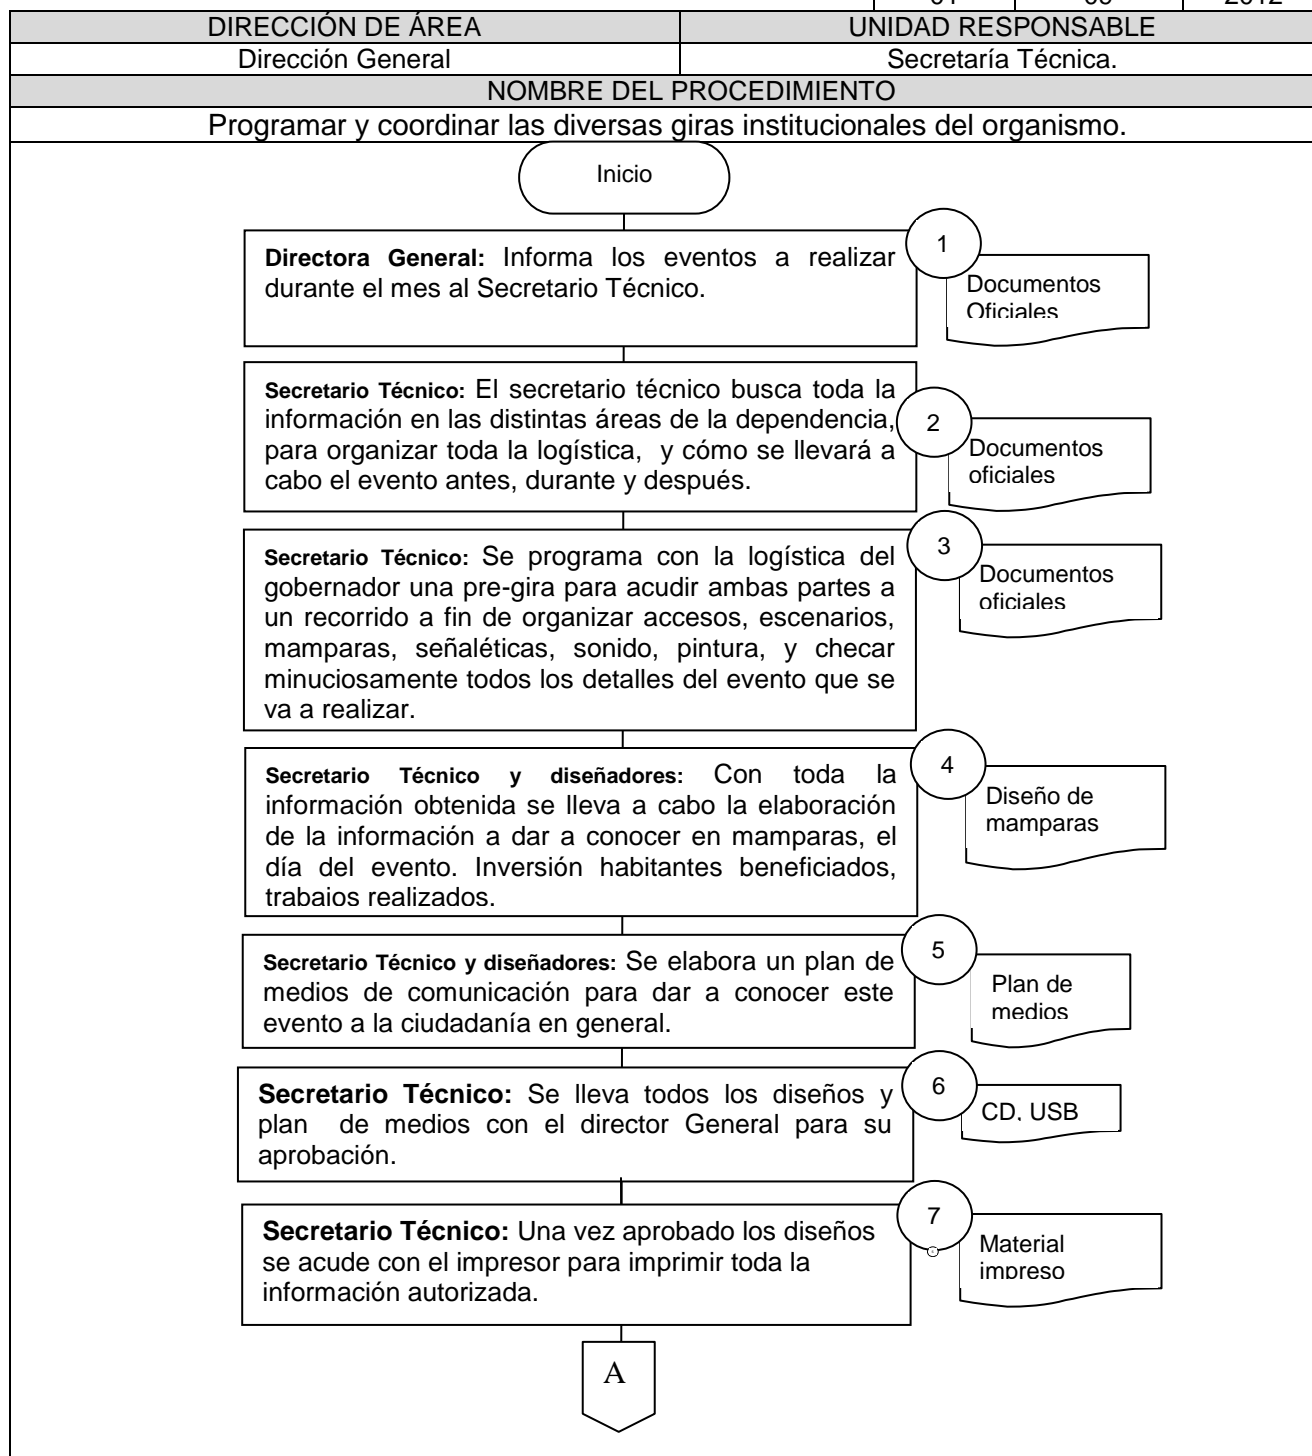 DIRECCIÓN DE ÁREA
UNIDAD RESPONSABLE
Dirección General
Secretaría Técnica.
NOMBRE DEL PROCEDIMIENTO
Programar y coordinar las diversas giras institucionales del organismo.
Inicio
Directora General: Informa los eventos a realizar
durante el mes al Secretario Técnico.
1
Documentos
Oficiales
Secretario Técnico: El secretario técnico busca toda la
información en las distintas áreas de la dependencia,
para organizar toda la logística, y cómo se llevará a
cabo el evento antes, durante y después.
2
Documentos
oficiales
Secretario Técnico: Se programa con la logística del
gobernador una pre-gira para acudir ambas partes a
un recorrido a fin de organizar accesos, escenarios,
mamparas, señaléticas, sonido, pintura, y checar
minuciosamente todos los detalles del evento que se
va a realizar.
3
Documentos
oficiales
Secretario Técnico y diseñadores: Con toda la
información obtenida se lleva a cabo la elaboración
de la información a dar a conocer en mamparas, el
día del evento. Inversión habitantes beneficiados,
trabajos realizados.
4
Diseño de
mamparas
Secretario Técnico y diseñadores: Se elabora un plan de
medios de comunicación para dar a conocer este
evento a la ciudadanía en general.
5
Plan de
medios
Secretario Técnico: Se lleva todos los diseños y
plan de medios con el director General para su
aprobación.
6
CD, USB
Secretario Técnico: Una vez aprobado los diseños
se acude con el impresor para imprimir toda la
información autorizada.
7
Material
impreso
A